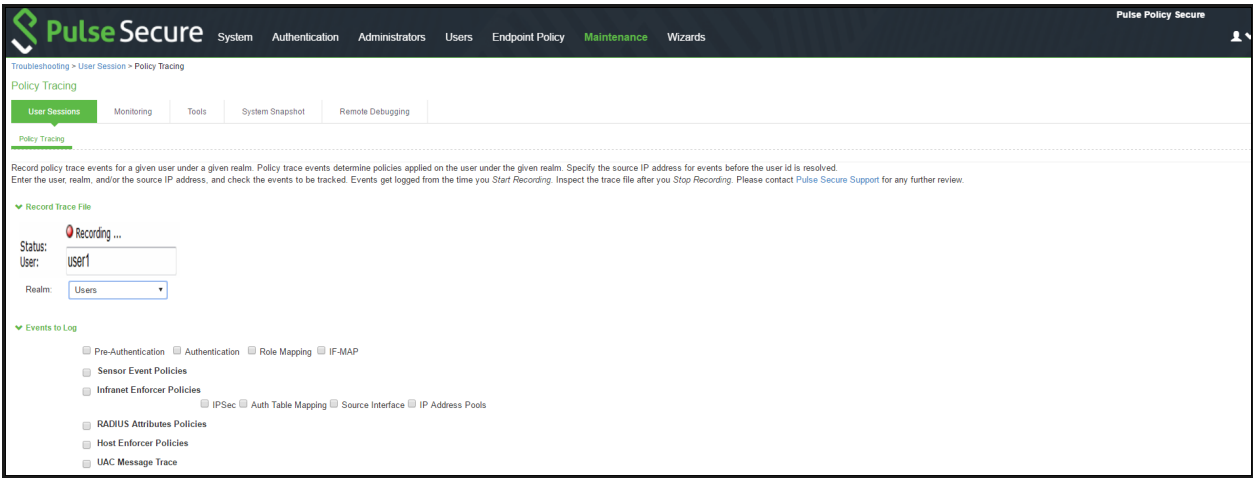 Pulse Policy Secure
Pulse Secure System Authentication Administrators Users Endpoint Policy Maintenance Wizards
Troubleshooting > User Session > Policy Tracing
Policy Tracing
User Sessions Monitoring Tools System Snapshot Remote Debugging
Policy Tracing
Record policy trace events for a given user under a given realm. Policy trace events determine policies applied on the user under the given realm. Specify the source IP address for events before the user id is resolved.
Enter the user, realm, and/or the source IP address, and check the events to be tracked. Events get logged from the time you Start Recording. Inspect the trace file after you Stop Recording. Please contact Pulse Secure Support for any further review.
Record Trace File
Status: Recording ...
User: user1
Realm: Users
Events to Log
Pre-Authentication Authentication Role Mapping IF-MAP
Sensor Event Policies
Infranet Enforcer Policies
IPSec Auth Table Mapping Source Interface IP Address Pools
RADIUS Attributes Policies
Host Enforcer Policies
UAC Message Trace